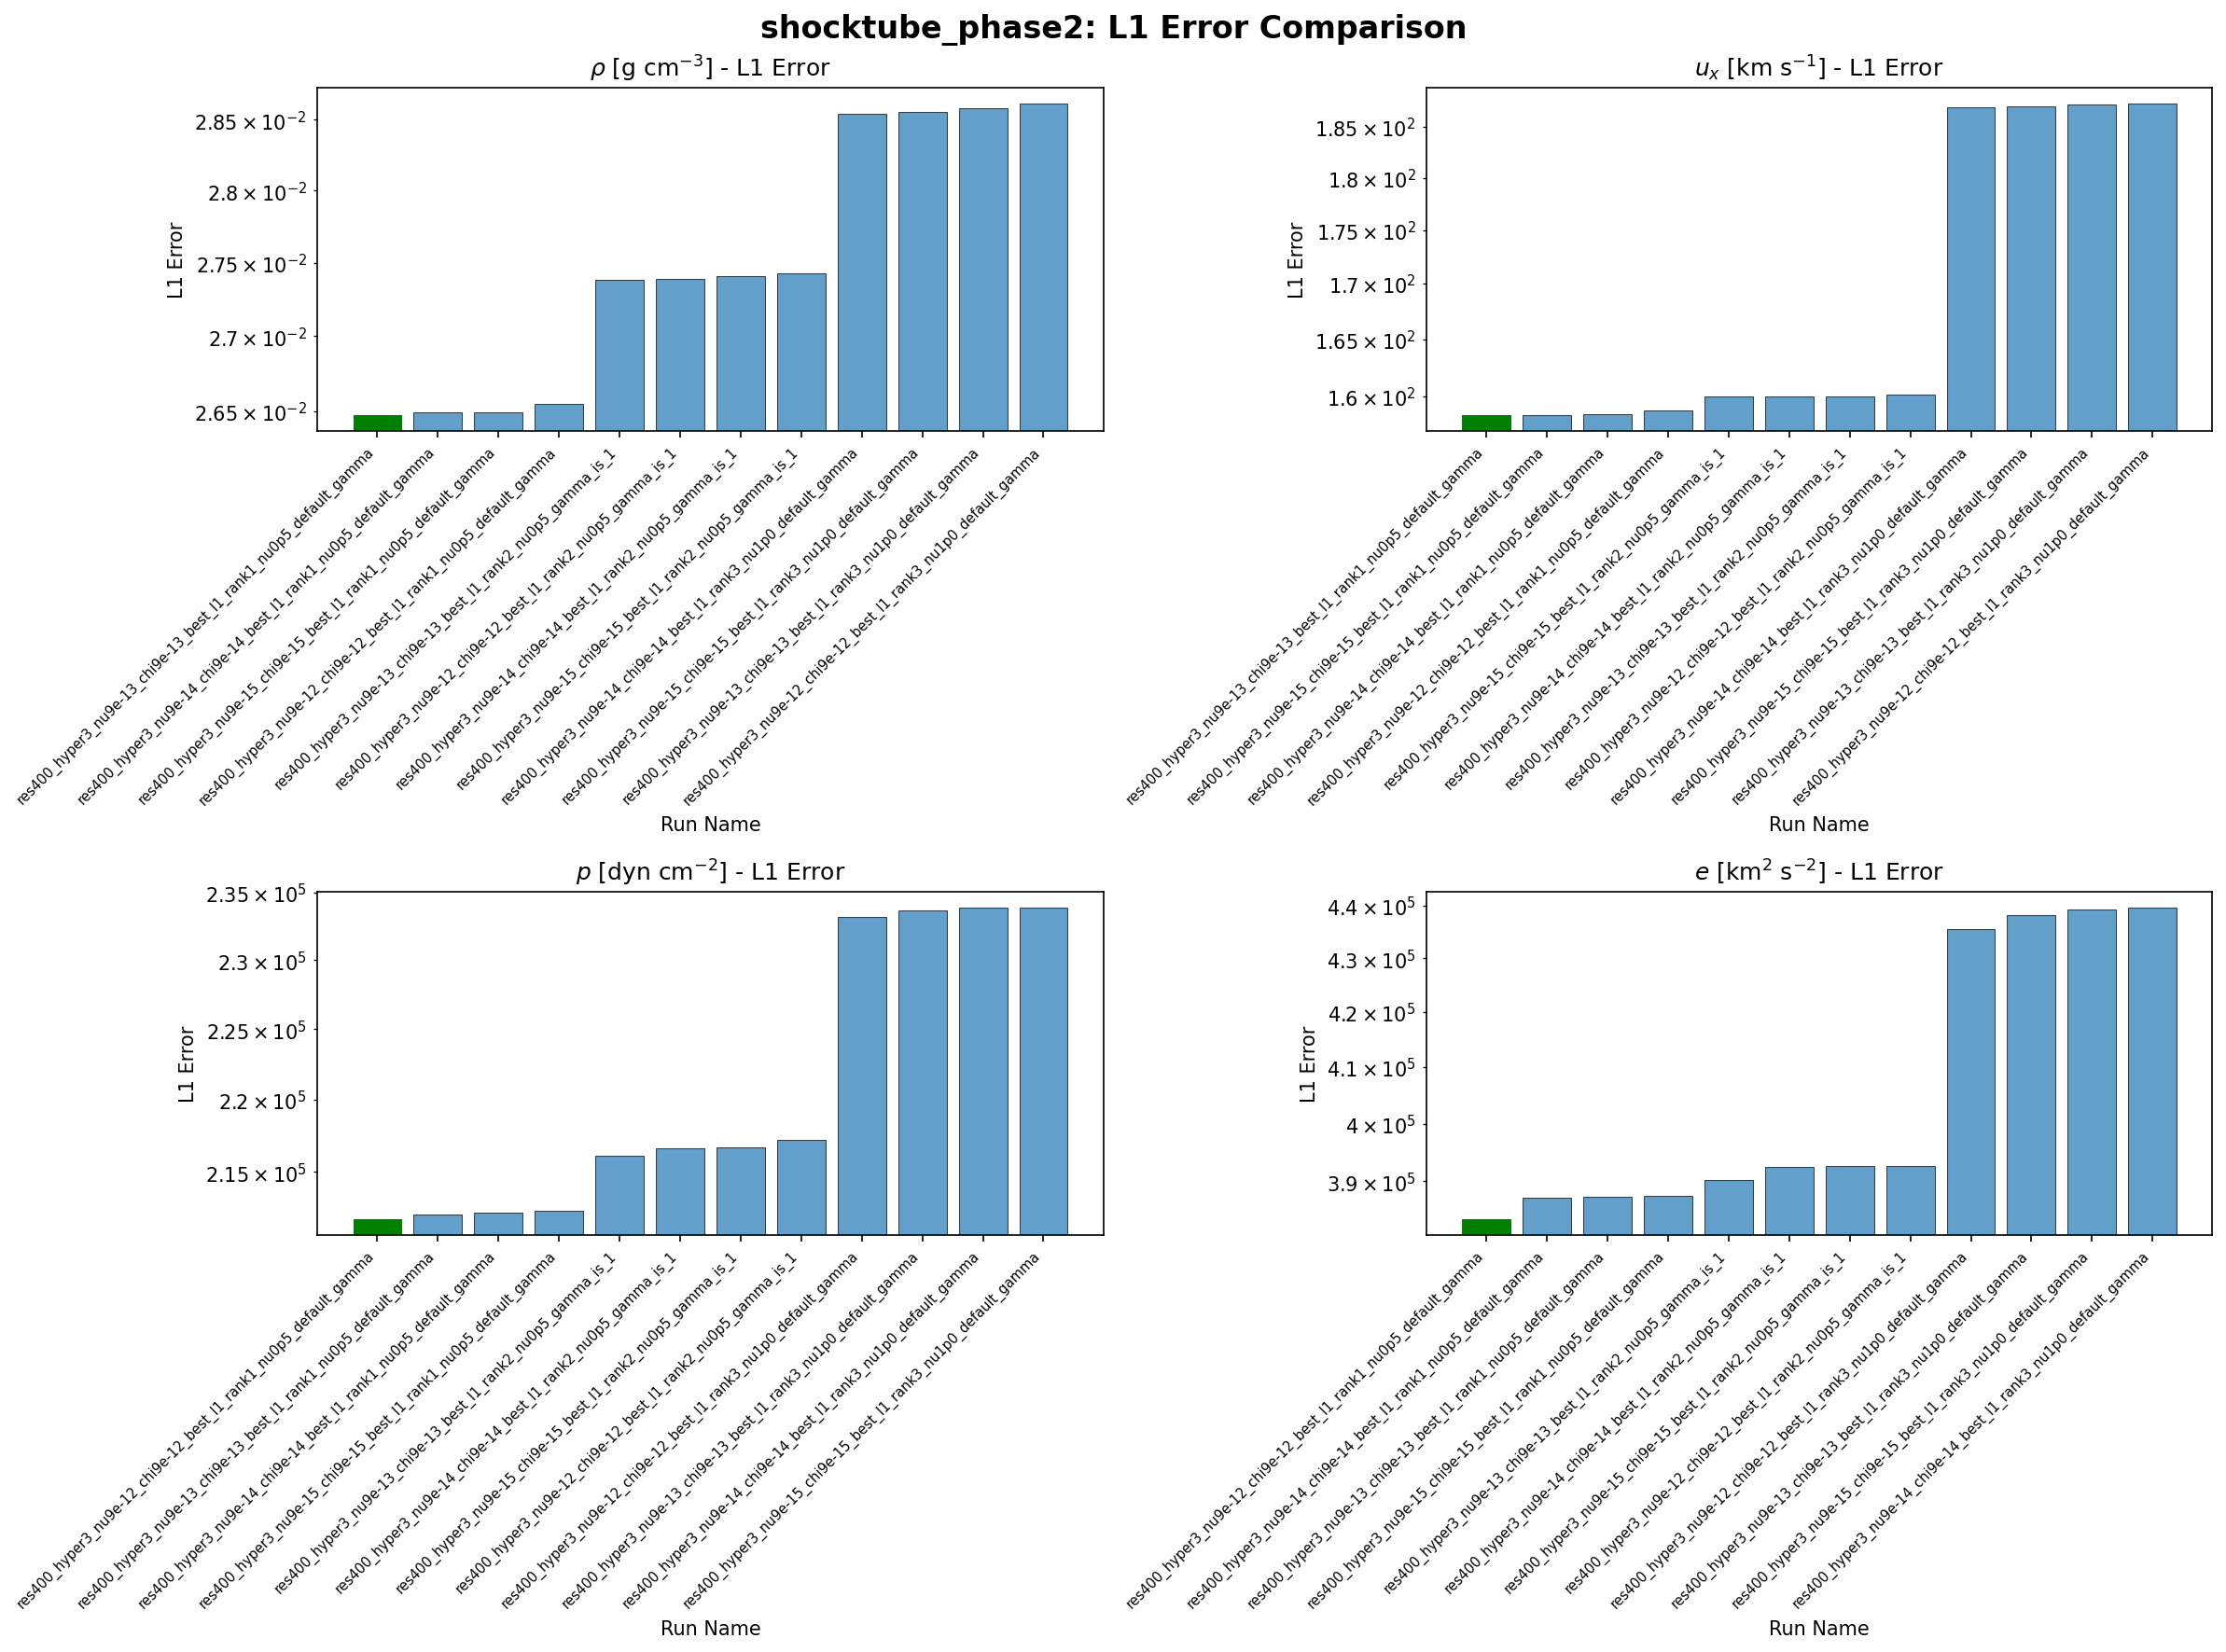 shocktube_phase2: L1 Error Comparison
ρ [g cm⁻³] - L1 Error
L1 Error
2.85 × 10⁻²
2.8 × 10⁻²
2.75 × 10⁻²
2.7 × 10⁻²
2.65 × 10⁻²
res400_hyper3_nu9e-13_chi9e-13_best_l1_rank1_nu0p5_default_gamma
res400_hyper3_nu9e-14_chi9e-14_best_l1_rank1_nu0p5_default_gamma
res400_hyper3_nu9e-15_chi9e-15_best_l1_rank1_nu0p5_default_gamma
res400_hyper3_nu9e-12_chi9e-12_best_l1_rank1_nu0p5_default_gamma
res400_hyper3_nu9e-13_chi9e-13_best_l1_rank2_nu0p5_gamma_is_1
res400_hyper3_nu9e-12_chi9e-12_best_l1_rank2_nu0p5_gamma_is_1
res400_hyper3_nu9e-14_chi9e-14_best_l1_rank2_nu0p5_gamma_is_1
res400_hyper3_nu9e-15_chi9e-15_best_l1_rank2_nu0p5_gamma_is_1
res400_hyper3_nu9e-14_chi9e-14_best_l1_rank3_nu1p0_default_gamma
res400_hyper3_nu9e-15_chi9e-15_best_l1_rank3_nu1p0_default_gamma
res400_hyper3_nu9e-13_chi9e-13_best_l1_rank3_nu1p0_default_gamma
res400_hyper3_nu9e-12_chi9e-12_best_l1_rank3_nu1p0_default_gamma
Run Name
uₓ [km s⁻¹] - L1 Error
L1 Error
1.85 × 10²
1.8 × 10²
1.75 × 10²
1.7 × 10²
1.65 × 10²
1.6 × 10²
res400_hyper3_nu9e-13_chi9e-13_best_l1_rank1_nu0p5_default_gamma
res400_hyper3_nu9e-15_chi9e-15_best_l1_rank1_nu0p5_default_gamma
res400_hyper3_nu9e-14_chi9e-14_best_l1_rank1_nu0p5_default_gamma
res400_hyper3_nu9e-12_chi9e-12_best_l1_rank1_nu0p5_default_gamma
res400_hyper3_nu9e-15_chi9e-15_best_l1_rank2_nu0p5_gamma_is_1
res400_hyper3_nu9e-14_chi9e-14_best_l1_rank2_nu0p5_gamma_is_1
res400_hyper3_nu9e-13_chi9e-13_best_l1_rank2_nu0p5_gamma_is_1
res400_hyper3_nu9e-12_chi9e-12_best_l1_rank2_nu0p5_gamma_is_1
res400_hyper3_nu9e-14_chi9e-14_best_l1_rank3_nu1p0_default_gamma
res400_hyper3_nu9e-15_chi9e-15_best_l1_rank3_nu1p0_default_gamma
res400_hyper3_nu9e-13_chi9e-13_best_l1_rank3_nu1p0_default_gamma
res400_hyper3_nu9e-12_chi9e-12_best_l1_rank3_nu1p0_default_gamma
Run Name
p [dyn cm⁻²] - L1 Error
L1 Error
2.35 × 10⁵
2.3 × 10⁵
2.25 × 10⁵
2.2 × 10⁵
2.15 × 10⁵
res400_hyper3_nu9e-12_chi9e-12_best_l1_rank1_nu0p5_default_gamma
res400_hyper3_nu9e-13_chi9e-13_best_l1_rank1_nu0p5_default_gamma
res400_hyper3_nu9e-14_chi9e-14_best_l1_rank1_nu0p5_default_gamma
res400_hyper3_nu9e-15_chi9e-15_best_l1_rank1_nu0p5_default_gamma
res400_hyper3_nu9e-13_chi9e-13_best_l1_rank2_nu0p5_gamma_is_1
res400_hyper3_nu9e-14_chi9e-14_best_l1_rank2_nu0p5_gamma_is_1
res400_hyper3_nu9e-15_chi9e-15_best_l1_rank2_nu0p5_gamma_is_1
res400_hyper3_nu9e-12_chi9e-12_best_l1_rank2_nu0p5_gamma_is_1
res400_hyper3_nu9e-12_chi9e-12_best_l1_rank3_nu1p0_default_gamma
res400_hyper3_nu9e-13_chi9e-13_best_l1_rank3_nu1p0_default_gamma
res400_hyper3_nu9e-14_chi9e-14_best_l1_rank3_nu1p0_default_gamma
res400_hyper3_nu9e-15_chi9e-15_best_l1_rank3_nu1p0_default_gamma
Run Name
e [km² s⁻²] - L1 Error
L1 Error
4.4 × 10⁵
4.3 × 10⁵
4.2 × 10⁵
4.1 × 10⁵
4 × 10⁵
3.9 × 10⁵
res400_hyper3_nu9e-12_chi9e-12_best_l1_rank1_nu0p5_default_gamma
res400_hyper3_nu9e-14_chi9e-14_best_l1_rank1_nu0p5_default_gamma
res400_hyper3_nu9e-13_chi9e-13_best_l1_rank1_nu0p5_default_gamma
res400_hyper3_nu9e-15_chi9e-15_best_l1_rank1_nu0p5_default_gamma
res400_hyper3_nu9e-13_chi9e-13_best_l1_rank2_nu0p5_gamma_is_1
res400_hyper3_nu9e-14_chi9e-14_best_l1_rank2_nu0p5_gamma_is_1
res400_hyper3_nu9e-15_chi9e-15_best_l1_rank2_nu0p5_gamma_is_1
res400_hyper3_nu9e-12_chi9e-12_best_l1_rank2_nu0p5_gamma_is_1
res400_hyper3_nu9e-12_chi9e-12_best_l1_rank3_nu1p0_default_gamma
res400_hyper3_nu9e-13_chi9e-13_best_l1_rank3_nu1p0_default_gamma
res400_hyper3_nu9e-15_chi9e-15_best_l1_rank3_nu1p0_default_gamma
res400_hyper3_nu9e-14_chi9e-14_best_l1_rank3_nu1p0_default_gamma
Run Name